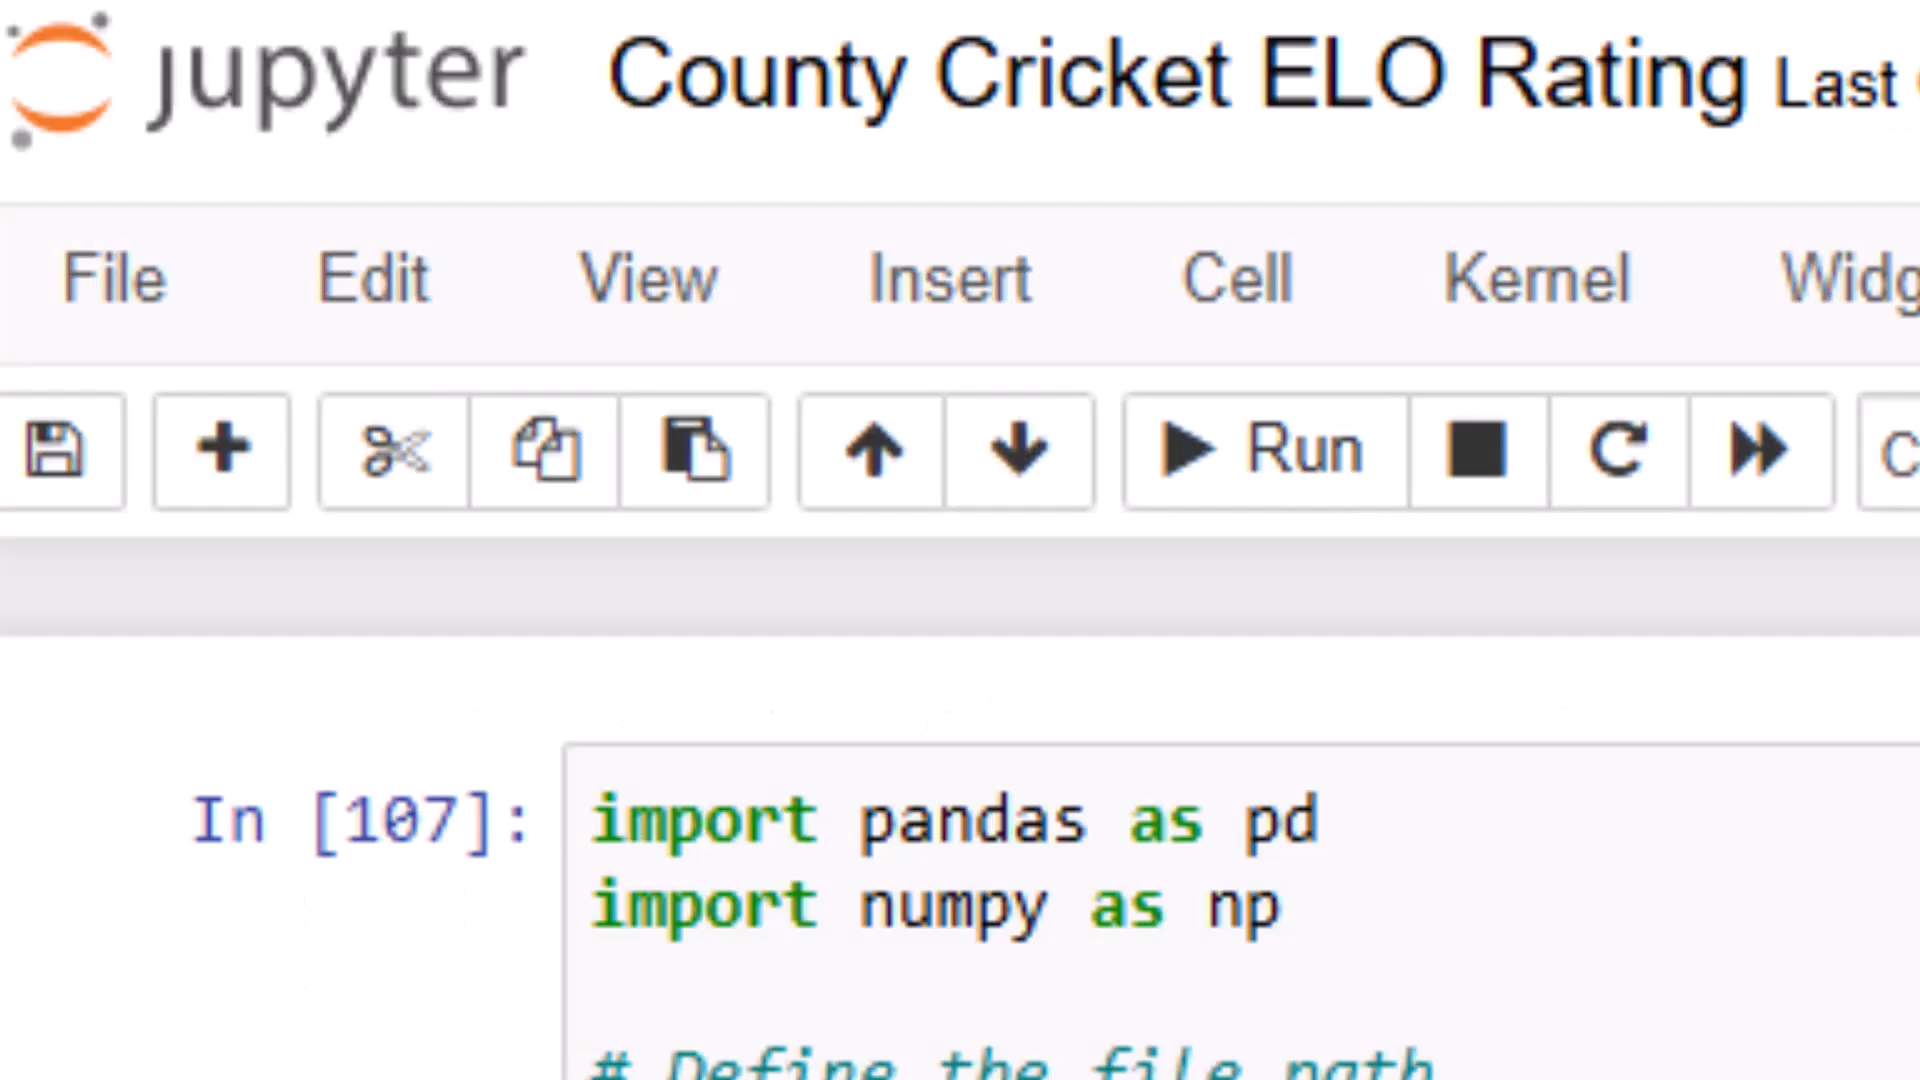 jupyter County Cricket ELO Rating Last
File Edit View Insert Cell Kernel Widg
Run C
In [107]: import pandas as pd
import numpy as np
# Define the file path